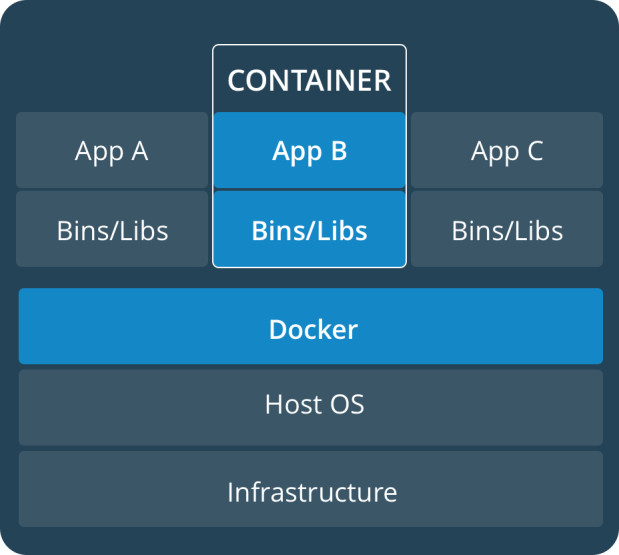 CONTAINER
App A
App B
App C
Bins/Libs
Bins/Libs
Bins/Libs
Docker
Host OS
Infrastructure